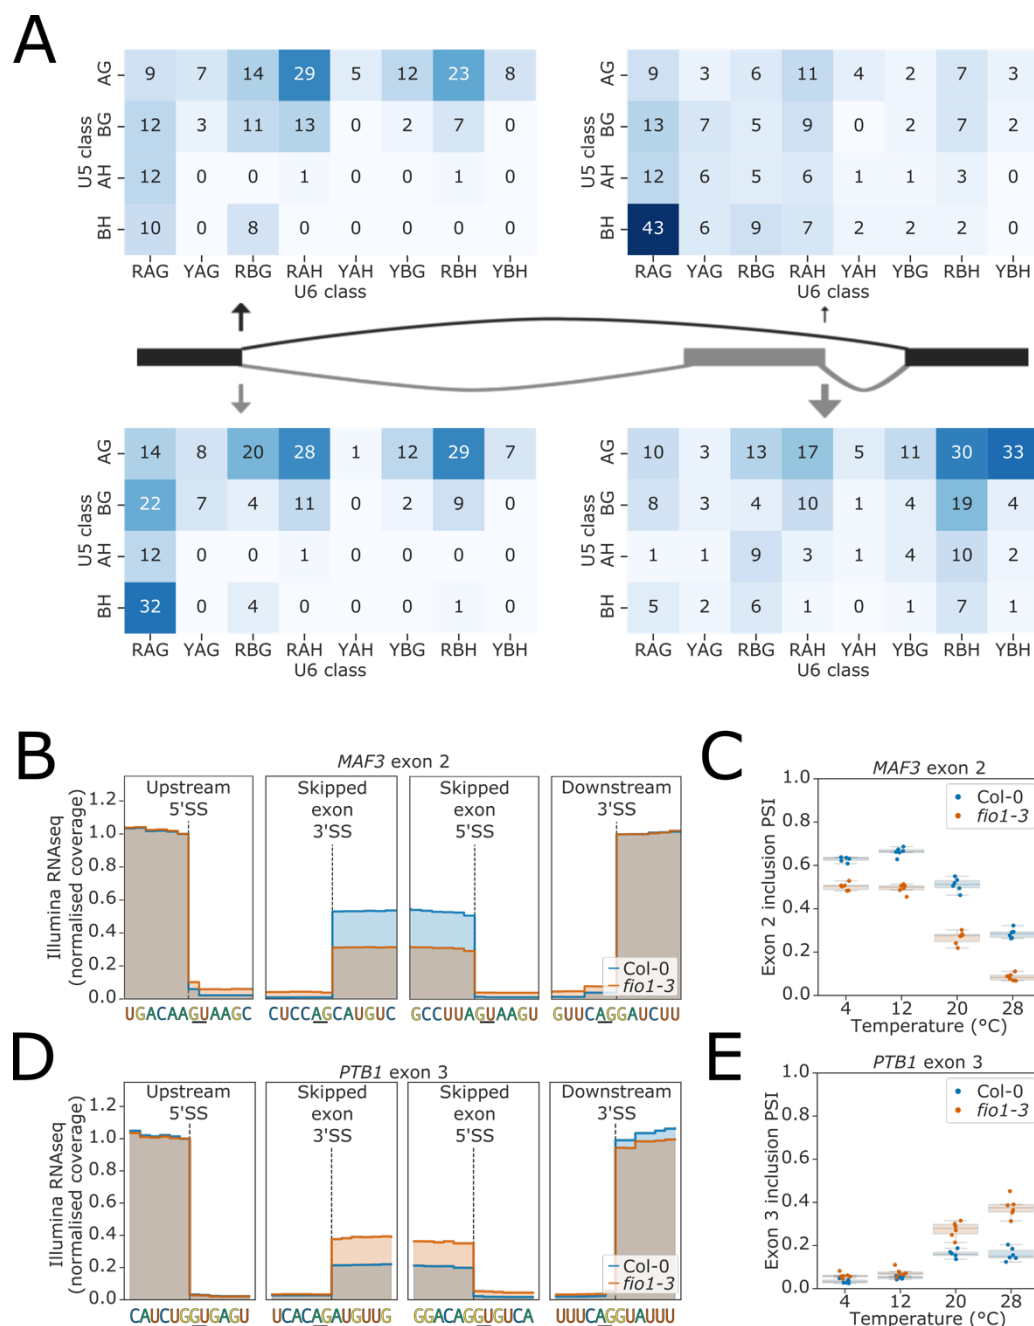 A
AG 9 7 14 29 5 12 23 8
BG 12 3 11 13 0 2 7 0
AH 12 0 0 1 0 0 1 0
BH 10 0 8 0 0 0 0 0
U5 class
RAG YAG RBG RAH YAH YBG RBH YBH
U6 class
AG 9 3 6 11 4 2 7 3
BG 13 7 5 9 0 2 7 2
AH 12 6 5 6 1 1 3 0
BH 43 6 9 7 2 2 2 0
U5 class
RAG YAG RBG RAH YAH YBG RBH YBH
U6 class
AG 14 8 20 28 1 12 29 7
BG 22 7 4 11 0 2 9 0
AH 12 0 0 1 0 0 0 0
BH 32 0 4 0 0 0 1 0
U5 class
RAG YAG RBG RAH YAH YBG RBH YBH
U6 class
AG 10 3 13 17 5 11 30 33
BG 8 3 4 10 1 4 19 4
AH 1 1 9 3 1 4 10 2
BH 5 2 6 1 0 1 7 1
U5 class
RAG YAG RBG RAH YAH YBG RBH YBH
U6 class
B
MAF3 exon 2
Illumina RNAseq
(normalised coverage)
1.2
1.0
0.8
0.6
0.4
0.2
0.0
Upstream
5'SS
Skipped
exon
3'SS
Skipped
exon
5'SS
Downstream
3'SS
Col-0
fio1-3
UGACAAGUAAGC
CUCCAGCAUGUC
GCCUUAGUAAGU
GUUCAGGAUCUU
C
MAF3 exon 2
Exon 2 inclusion PSI
1.0
0.8
0.6
0.4
0.2
0.0
Col-0
fio1-3
4 12 20 28
Temperature (°C)
D
PTB1 exon 3
Illumina RNAseq
(normalised coverage)
1.2
1.0
0.8
0.6
0.4
0.2
0.0
Upstream
5'SS
Skipped
exon
3'SS
Skipped
exon
5'SS
Downstream
3'SS
Col-0
fio1-3
CAUCUGGUGAGU
UCACAGAUGUUG
GGACAGGUGUCA
UUUCAGGUAUUU
E
PTB1 exon 3
Exon 3 inclusion PSI
1.0
0.8
0.6
0.4
0.2
0.0
Col-0
fio1-3
4 12 20 28
Temperature (°C)